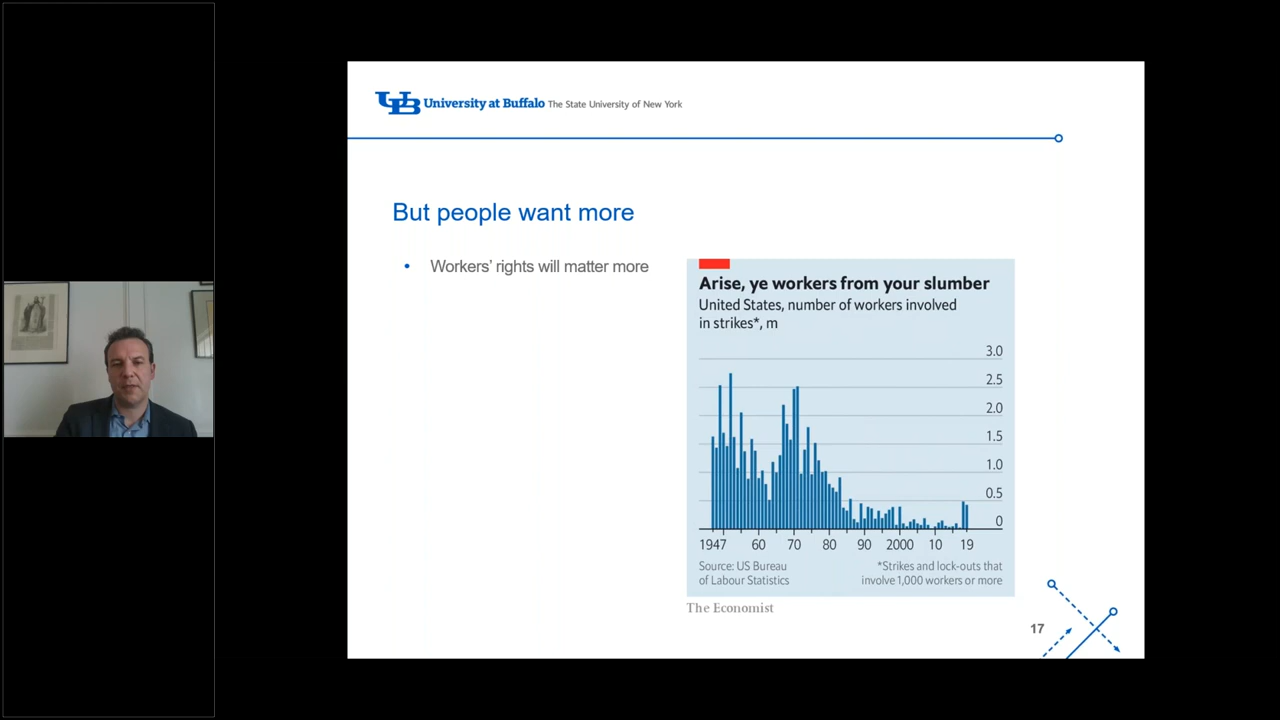 University at Buffalo The State University of New York
But people want more
• Workers' rights will matter more
Arise, ye workers from your slumber
United States, number of workers involved
in strikes*, m
3.0
2.5
2.0
1.5
1.0
0.5
0
1947 60 70 80 90 2000 10 19
Source: US Bureau
of Labour Statistics
*Strikes and lock-outs that
involve 1,000 workers or more
The Economist
17